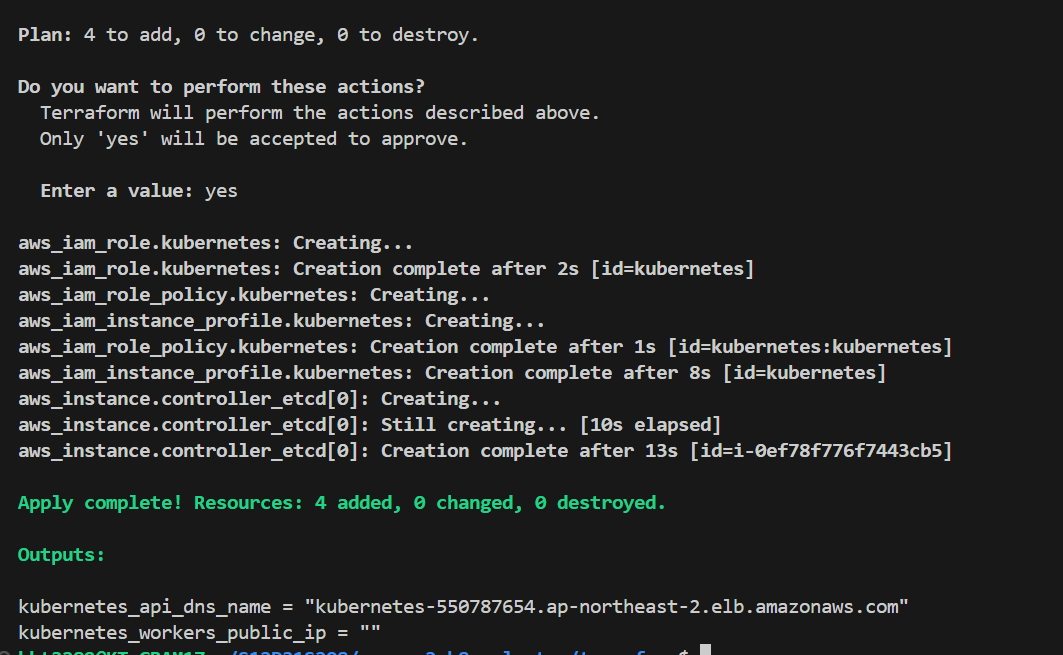 Plan: 4 to add, 0 to change, 0 to destroy.
Do you want to perform these actions?
Terraform will perform the actions described above.
Only 'yes' will be accepted to approve.
Enter a value: yes
aws_iam_role.kubernetes: Creating...
aws_iam_role.kubernetes: Creation complete after 2s [id=kubernetes]
aws_iam_role_policy.kubernetes: Creating...
aws_iam_instance_profile.kubernetes: Creating...
aws_iam_role_policy.kubernetes: Creation complete after 1s [id=kubernetes:kubernetes]
aws_iam_instance_profile.kubernetes: Creation complete after 8s [id=kubernetes]
aws_instance.controller_etcd[0]: Creating...
aws_instance.controller_etcd[0]: Still creating... [10s elapsed]
aws_instance.controller_etcd[0]: Creation complete after 13s [id=i-0ef78f776f7443cb5]
Apply complete! Resources: 4 added, 0 changed, 0 destroyed.
Outputs:
kubernetes_api_dns_name = "kubernetes-550787654.ap-northeast-2.elb.amazonaws.com"
kubernetes_workers_public_ip = ""